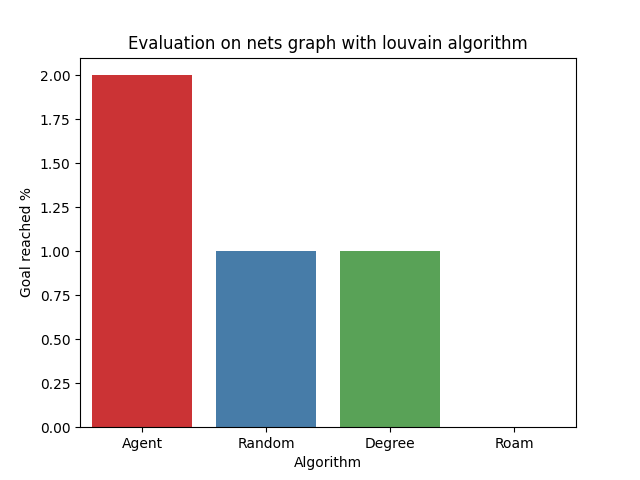 Evaluation on nets graph with louvain algorithm
Goal reached %
2.00
1.75
1.50
1.25
1.00
0.75
0.50
0.25
0.00
Agent Random Degree Roam
Algorithm